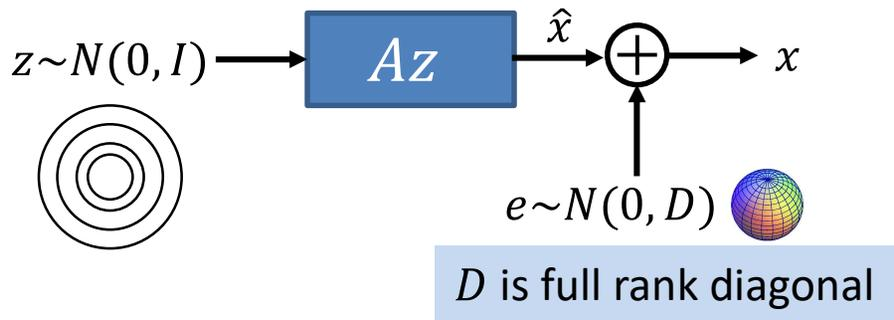 z~N(0, I)
Az
x̂
+
x
e~N(0, D)
D is full rank diagonal